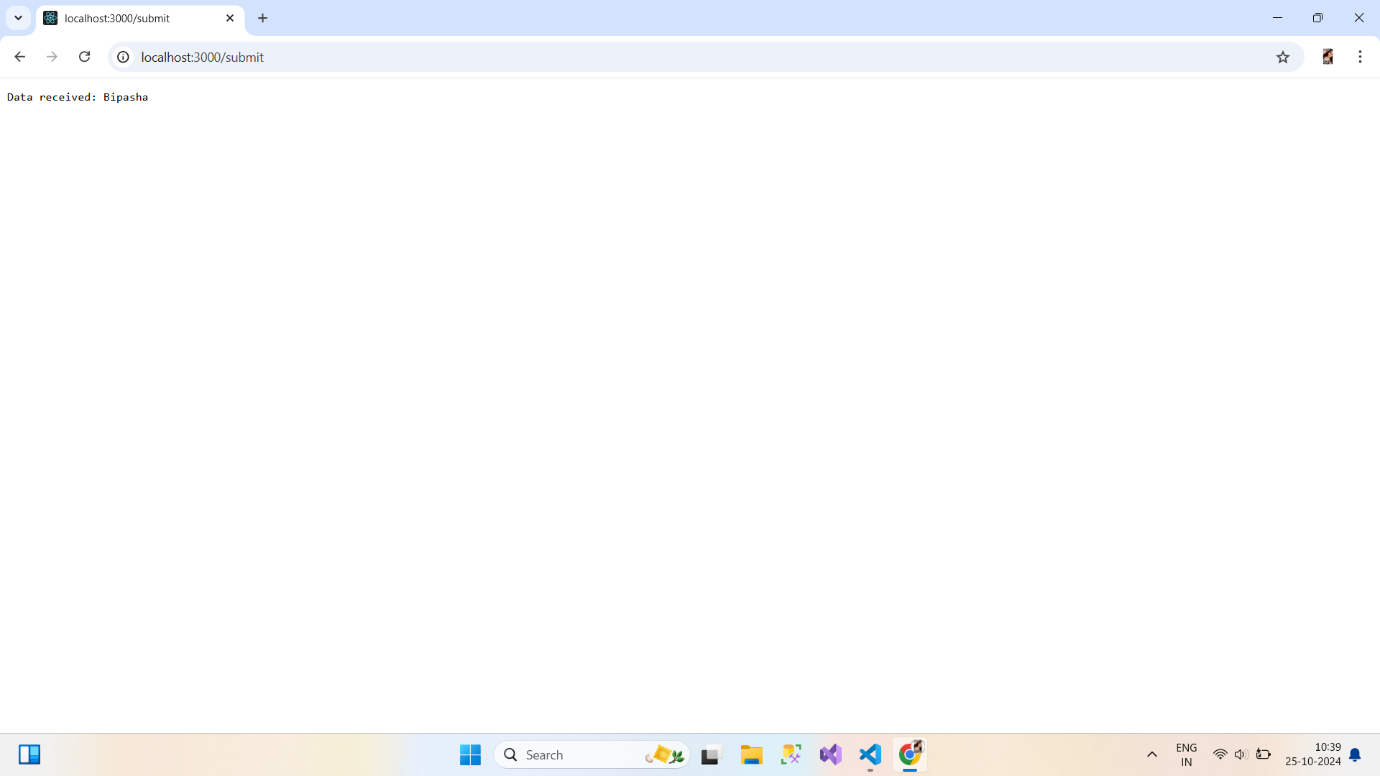 localhost:3000/submit
localhost:3000/submit
Data received: Bipasha
Search
ENG
IN
10:39
25-10-2024